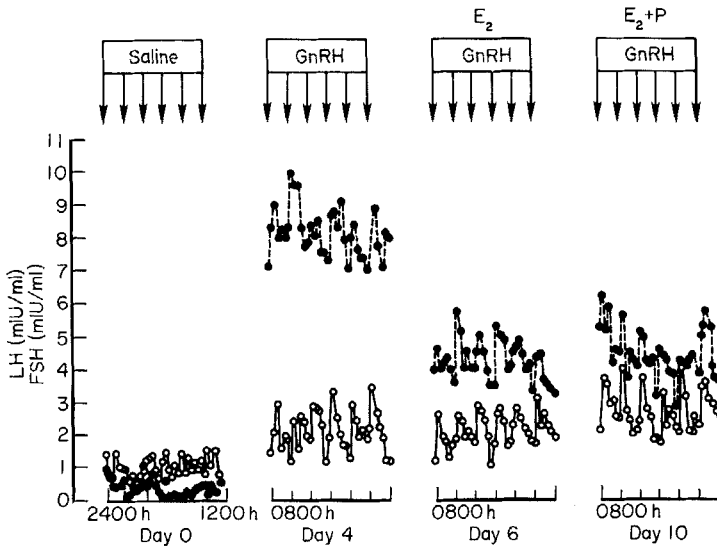 E₂ E₂+P
Saline GnRH GnRH GnRH
11
10
9
8
7
6
5
4
3
2
1
0
LH (mIU/ml)
FSH (mIU/ml)
2400 h 1200 h 0800 h 0800 h 0800 h
Day 0 Day 4 Day 6 Day 10